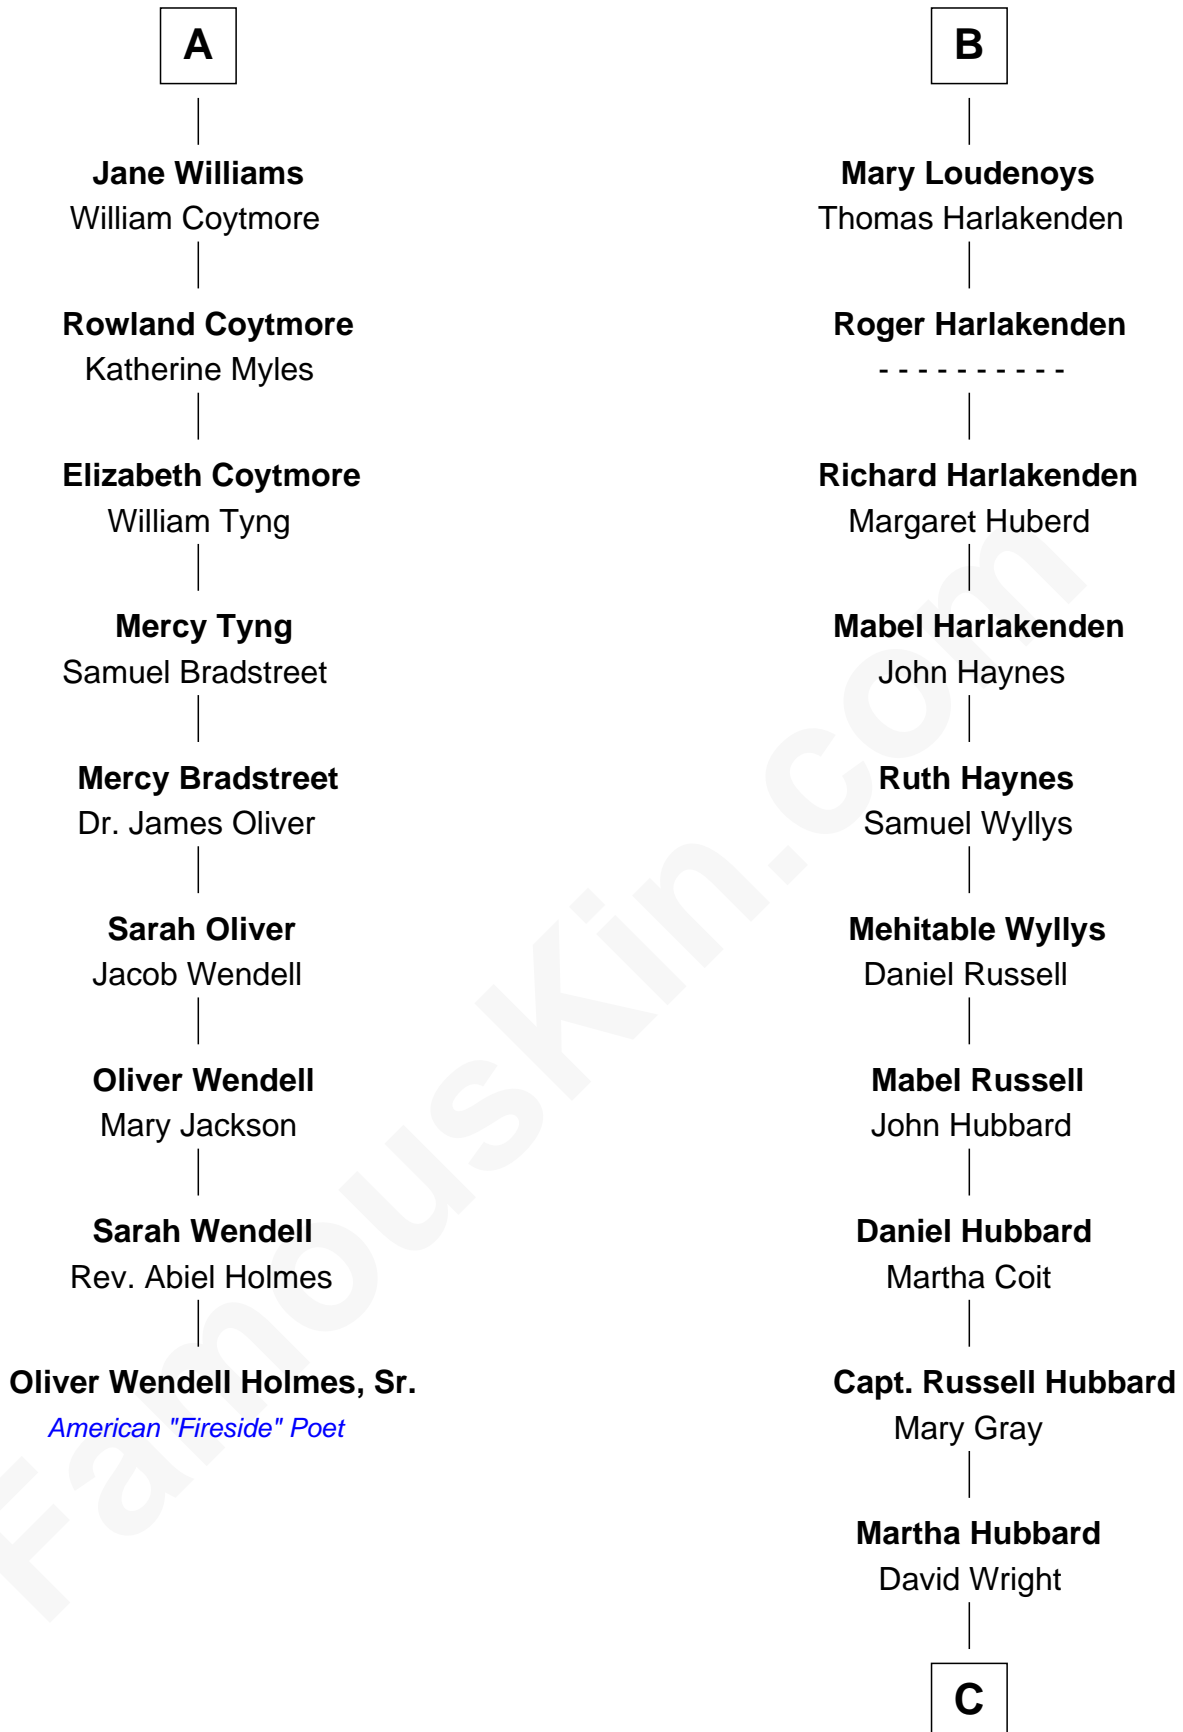 A
Jane Williams
William Coytmore
Rowland Coytmore
Katherine Myles
Elizabeth Coytmore
William Tyng
Mercy Tyng
Samuel Bradstreet
Mercy Bradstreet
Dr. James Oliver
Sarah Oliver
Jacob Wendell
Oliver Wendell
Mary Jackson
Sarah Wendell
Rev. Abiel Holmes
Oliver Wendell Holmes, Sr.
American "Fireside" Poet
B
Mary Loudenoys
Thomas Harlakenden
Roger Harlakenden
- - - - - - - - - -
Richard Harlakenden
Margaret Huberd
Mabel Harlakenden
John Haynes
Ruth Haynes
Samuel Wyllys
Mehitable Wyllys
Daniel Russell
Mabel Russell
John Hubbard
Daniel Hubbard
Martha Coit
Capt. Russell Hubbard
Mary Gray
Martha Hubbard
David Wright
C
FamousKin.com